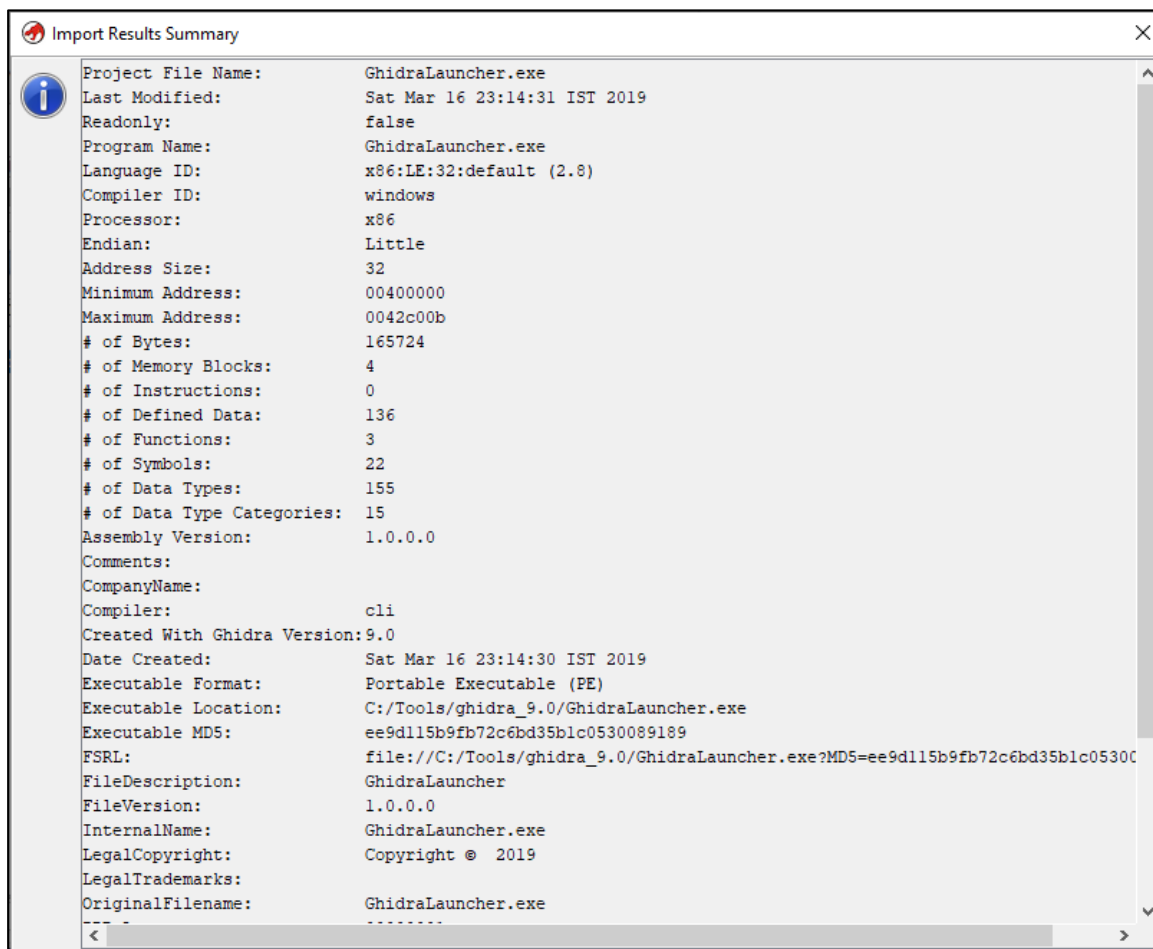 Import Results Summary
Project File Name: GhidraLauncher.exe
Last Modified: Sat Mar 16 23:14:31 IST 2019
Readonly: false
Program Name: GhidraLauncher.exe
Language ID: x86:LE:32:default (2.8)
Compiler ID: windows
Processor: x86
Endian: Little
Address Size: 32
Minimum Address: 00400000
Maximum Address: 0042c00b
# of Bytes: 165724
# of Memory Blocks: 4
# of Instructions: 0
# of Defined Data: 136
# of Functions: 3
# of Symbols: 22
# of Data Types: 155
# of Data Type Categories: 15
Assembly Version: 1.0.0.0
Comments:
CompanyName:
Compiler: cli
Created With Ghidra Version: 9.0
Date Created: Sat Mar 16 23:14:30 IST 2019
Executable Format: Portable Executable (PE)
Executable Location: C:/Tools/ghidra_9.0/GhidraLauncher.exe
Executable MD5: ee9d115b9fb72c6bd35b1c0530089189
FSRL: file://C:/Tools/ghidra_9.0/GhidraLauncher.exe?MD5=ee9d115b9fb72c6bd35b1c05300
FileDescription: GhidraLauncher
FileVersion: 1.0.0.0
InternalName: GhidraLauncher.exe
LegalCopyright: Copyright © 2019
LegalTrademarks:
OriginalFilename: GhidraLauncher.exe